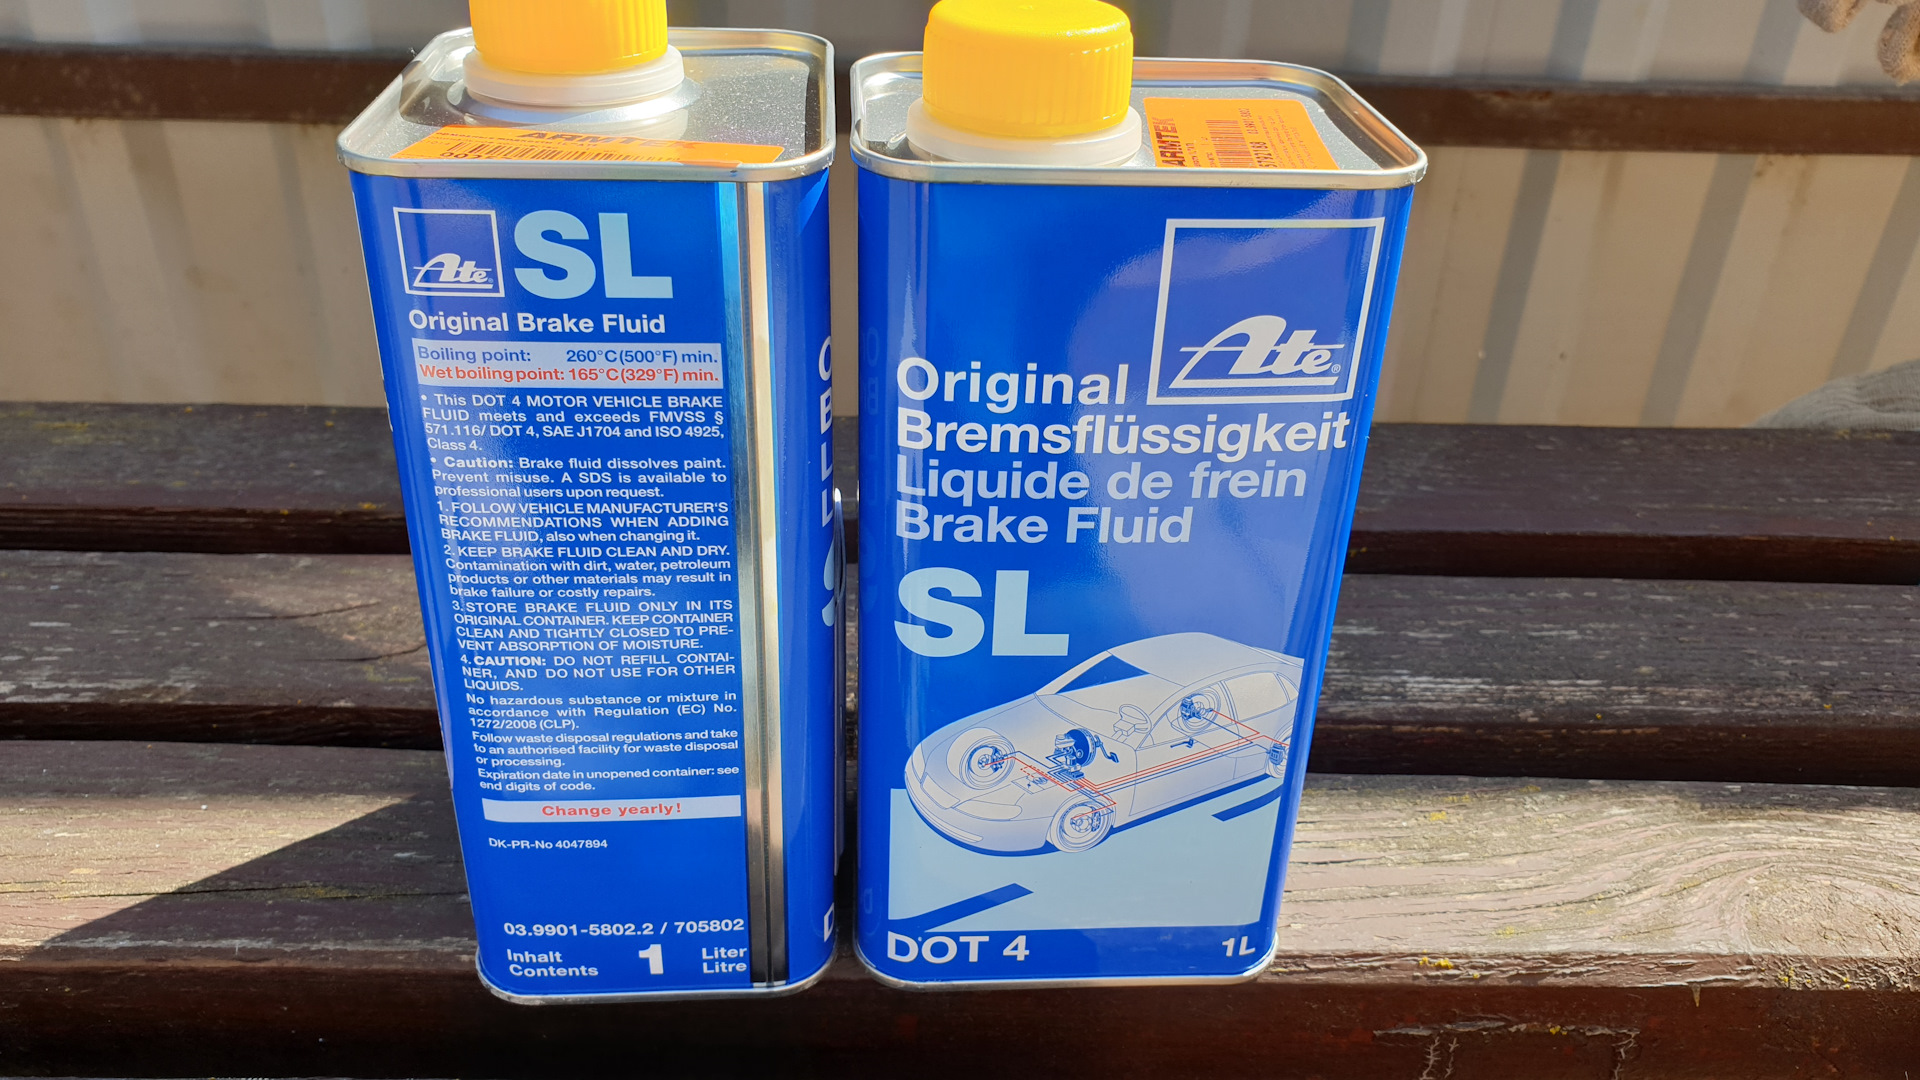 ARMTEK
Ate
SL
Original Brake Fluid
Boiling point: 260°C (500°F) min.
Wet boiling point: 165°C (329°F) min.
• This DOT 4 MOTOR VEHICLE BRAKE
FLUID meets and exceeds FMVSS §
571.116/ DOT 4, SAE J1704 and ISO 4925,
Class 4.
• Caution: Brake fluid dissolves paint.
Prevent misuse. A SDS is available to
professional users upon request.
1. FOLLOW VEHICLE MANUFACTURER'S
RECOMMENDATIONS WHEN ADDING
BRAKE FLUID, also when changing it.
2. KEEP BRAKE FLUID CLEAN AND DRY.
Contamination with dirt, water, petroleum
products or other materials may result in
brake failure or costly repairs.
3. STORE BRAKE FLUID ONLY IN ITS
ORIGINAL CONTAINER. KEEP CONTAINER
CLEAN AND TIGHTLY CLOSED TO PRE-
VENT ABSORPTION OF MOISTURE.
4. CAUTION: DO NOT REFILL CONTAI-
NER, AND DO NOT USE FOR OTHER
LIQUIDS.
No hazardous substance or mixture in
accordance with Regulation (EC) No.
1272/2008 (CLP).
Follow waste disposal regulations and take
to an authorised facility for waste disposal
or processing.
Expiration date in unopened container: see
end digits of code.
Change yearly!
DK-PR-No 4047894
03.9901-5802.2 / 705802
Inhalt 1 Liter
Contents Litre
ARMTEK
Ate
Original
Bremsflüssigkeit
Liquide de frein
Brake Fluid
SL
DOT 4 1L